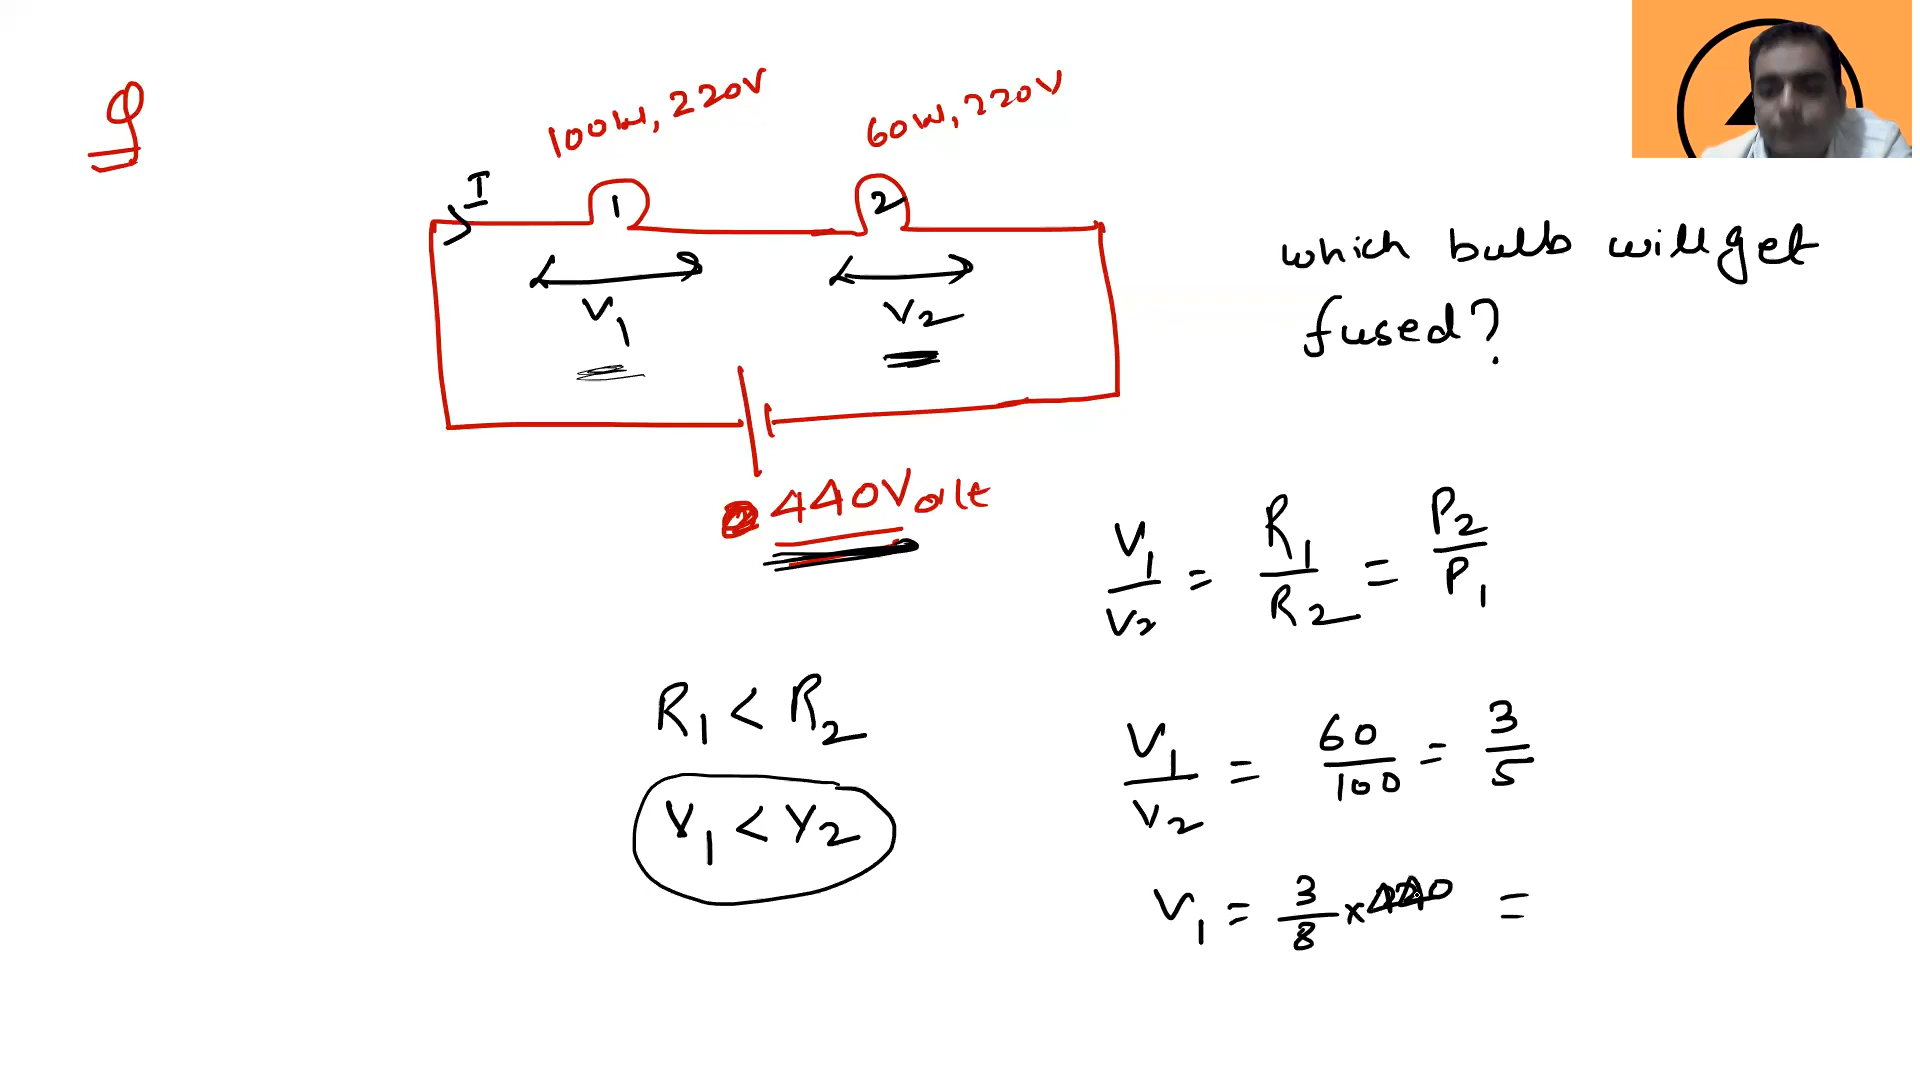 Q
100W, 220V
60W, 220V
I
1
2
V1
V2
which bulb will get
fused?
440Volt
V1/V2 = R1/R2 = P2/P1
R1 < R2
V1/V2 = 60/100 = 3/5
V1 < V2
V1 = 3/8 × 440 =